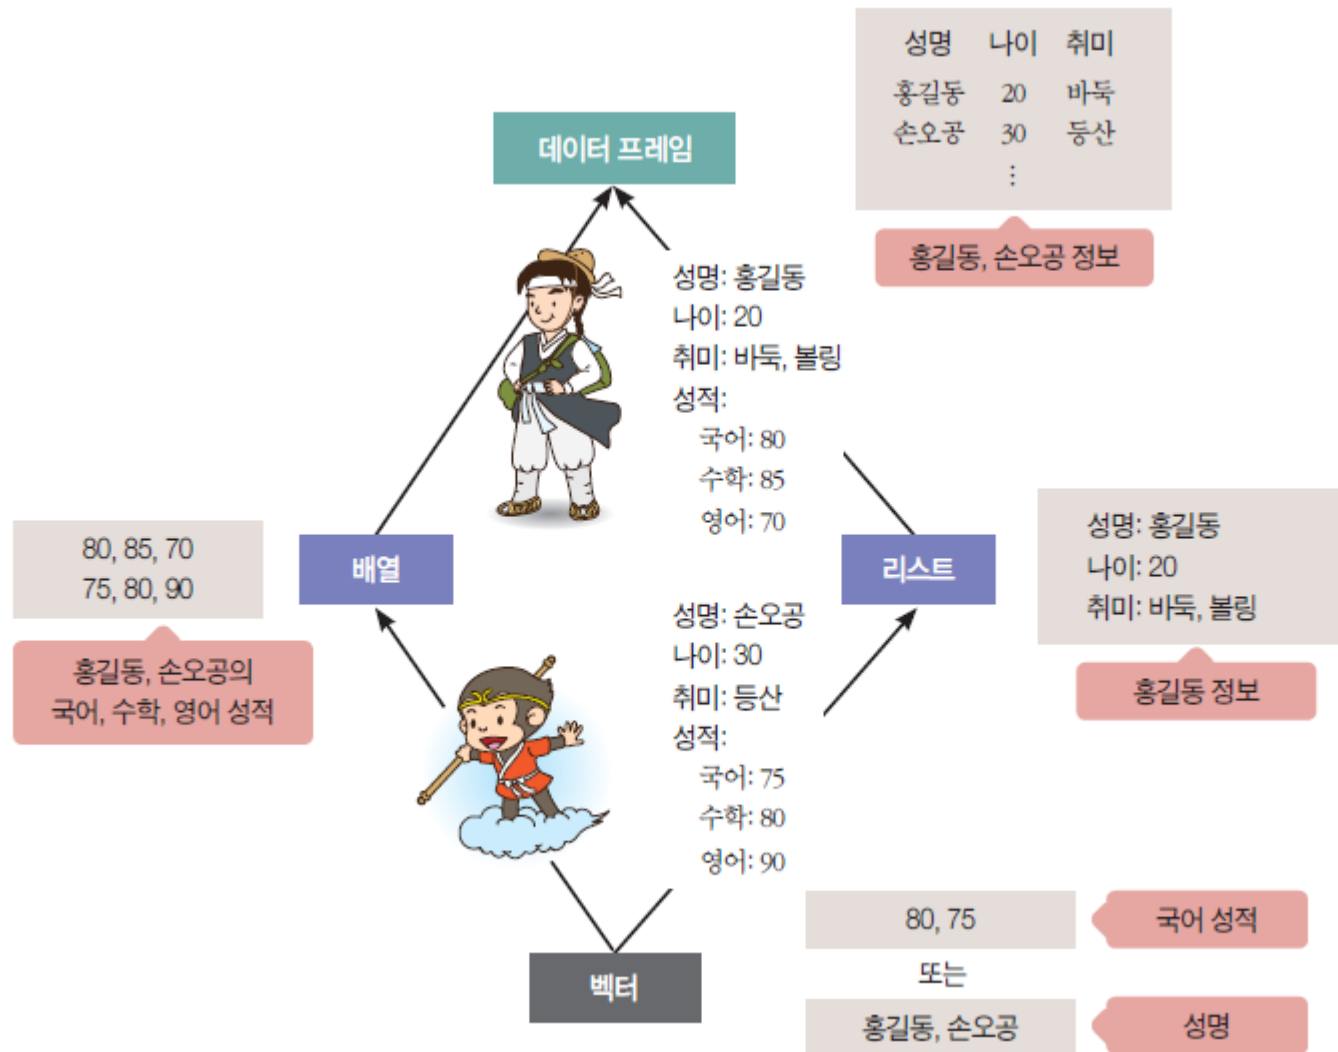 성명 나이 취미
홍길동 20 바둑
손오공 30 등산
⋮
홍길동, 손오공 정보
데이터 프레임
성명: 홍길동
나이: 20
취미: 바둑, 볼링
성적:
국어: 80
수학: 85
영어: 70
80, 85, 70
75, 80, 90
홍길동, 손오공의
국어, 수학, 영어 성적
배열
리스트
성명: 홍길동
나이: 20
취미: 바둑, 볼링
홍길동 정보
성명: 손오공
나이: 30
취미: 등산
성적:
국어: 75
수학: 80
영어: 90
벡터
80, 75
국어 성적
또는
홍길동, 손오공
성명